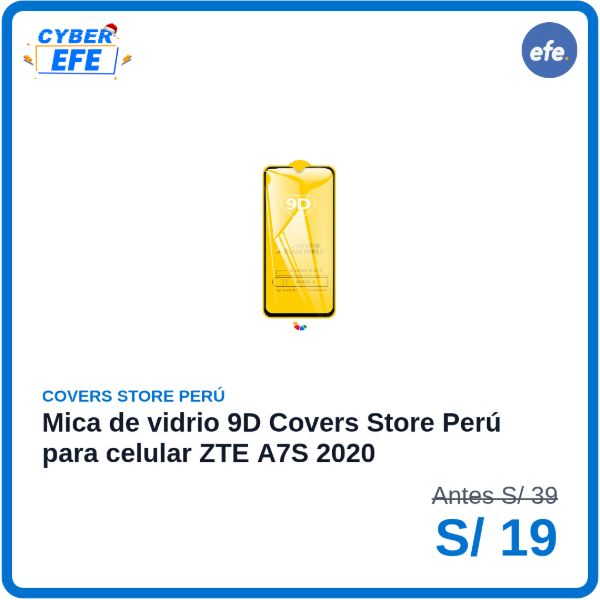 CYBER
EFE
efe.
9D
COVERS STORE PERÚ
Mica de vidrio 9D Covers Store Perú
para celular ZTE A7S 2020
Antes S/ 39
S/ 19